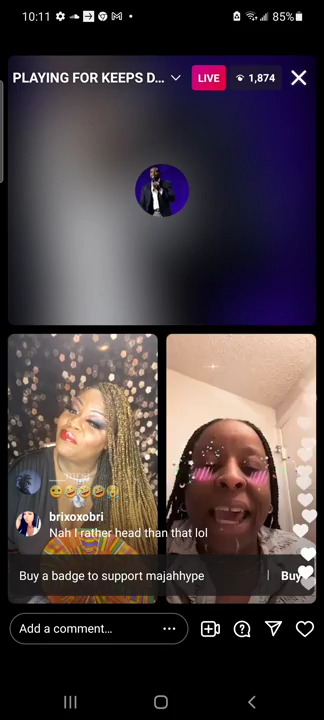 10:11
85%
PLAYING FOR KEEPS D...
LIVE
1,874
brixoxobri
Nah I rather head than that lol
Buy a badge to support majahhype
Buy
Add a comment...